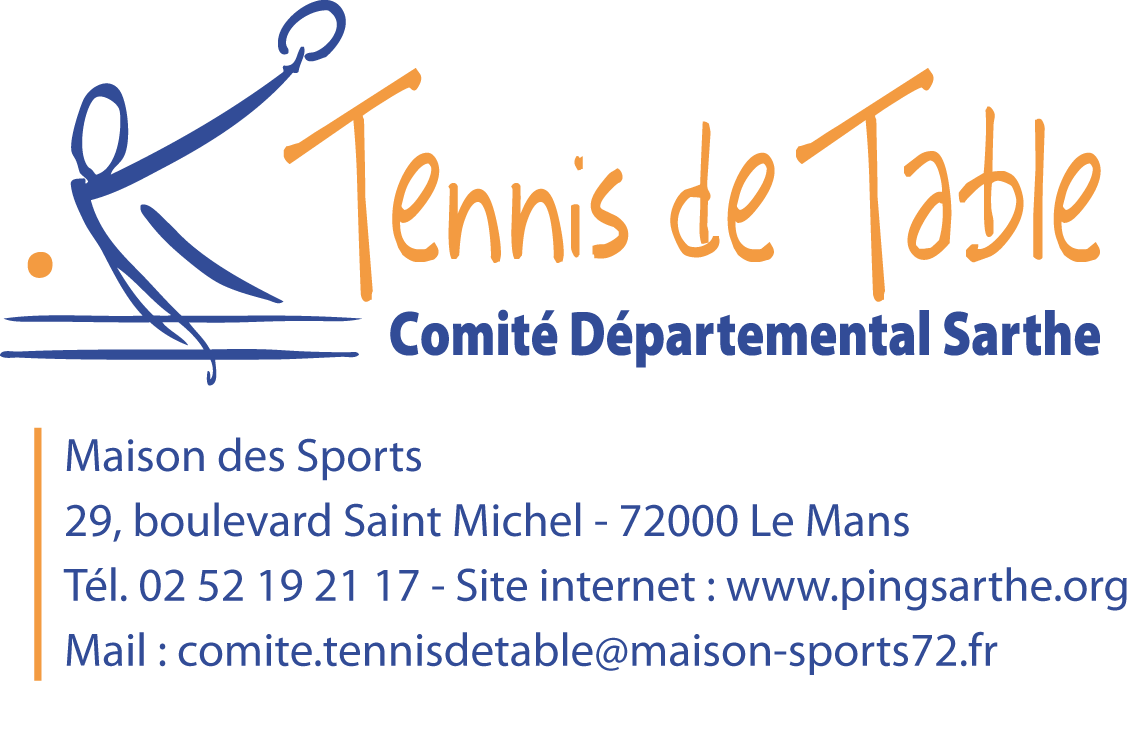 Tennis de Table
Comité Départemental Sarthe
Maison des Sports
29, boulevard Saint Michel - 72000 Le Mans
Tél. 02 52 19 21 17 - Site internet : www.pingsarthe.org
Mail : comite.tennisdetable@maison-sports72.fr